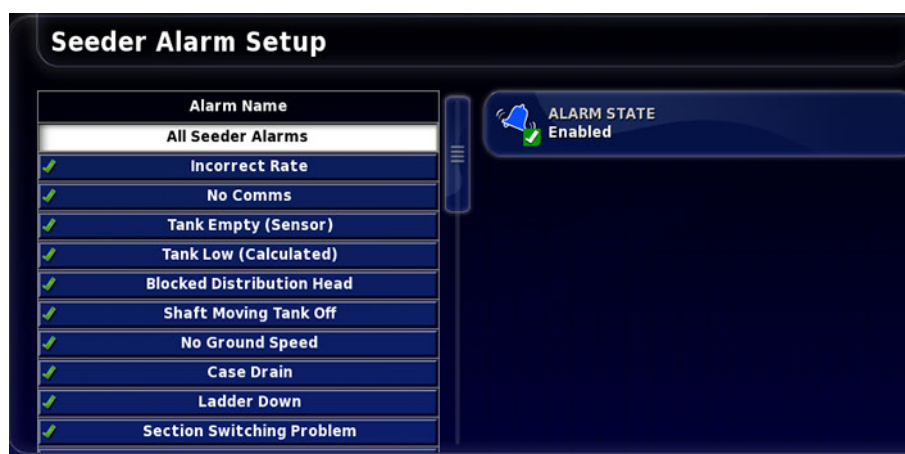 Seeder Alarm Setup
Alarm Name
All Seeder Alarms
Incorrect Rate
No Comms
Tank Empty (Sensor)
Tank Low (Calculated)
Blocked Distribution Head
Shaft Moving Tank Off
No Ground Speed
Case Drain
Ladder Down
Section Switching Problem
ALARM STATE
Enabled